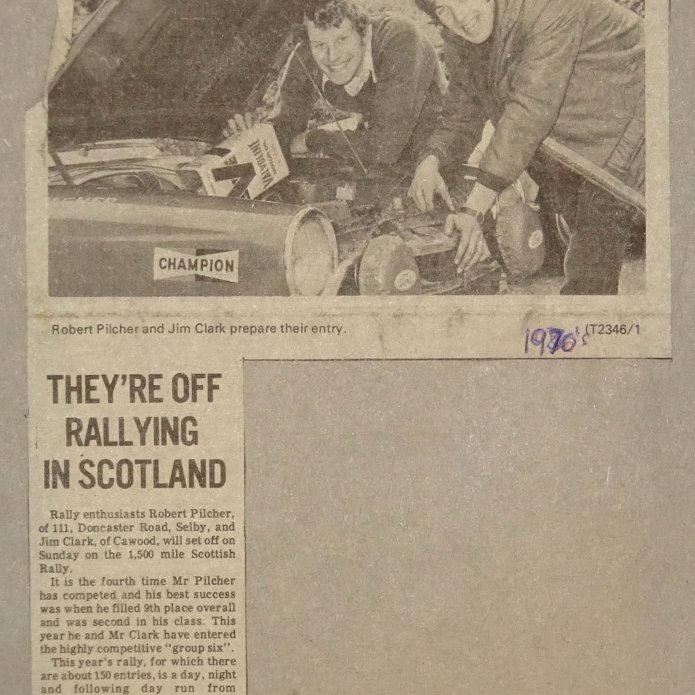 VALVOLINE
CHAMPION
Robert Pilcher and Jim Clark prepare their entry.
1970's
IT2346/1
THEY'RE OFF
RALLYING
IN SCOTLAND
Rally enthusiasts Robert Pilcher,
of 111, Doncaster Road, Selby, and
Jim Clark, of Cawood, will set off on
Sunday on the 1,500 mile Scottish
Rally.
It is the fourth time Mr Pilcher
has competed and his best success
was when he filled 9th place overall
and was second in his class. This
year he and Mr Clark have entered
the highly competitive "group six".
This year's rally, for which there
are about 150 entries, is a day, night
and following day run from